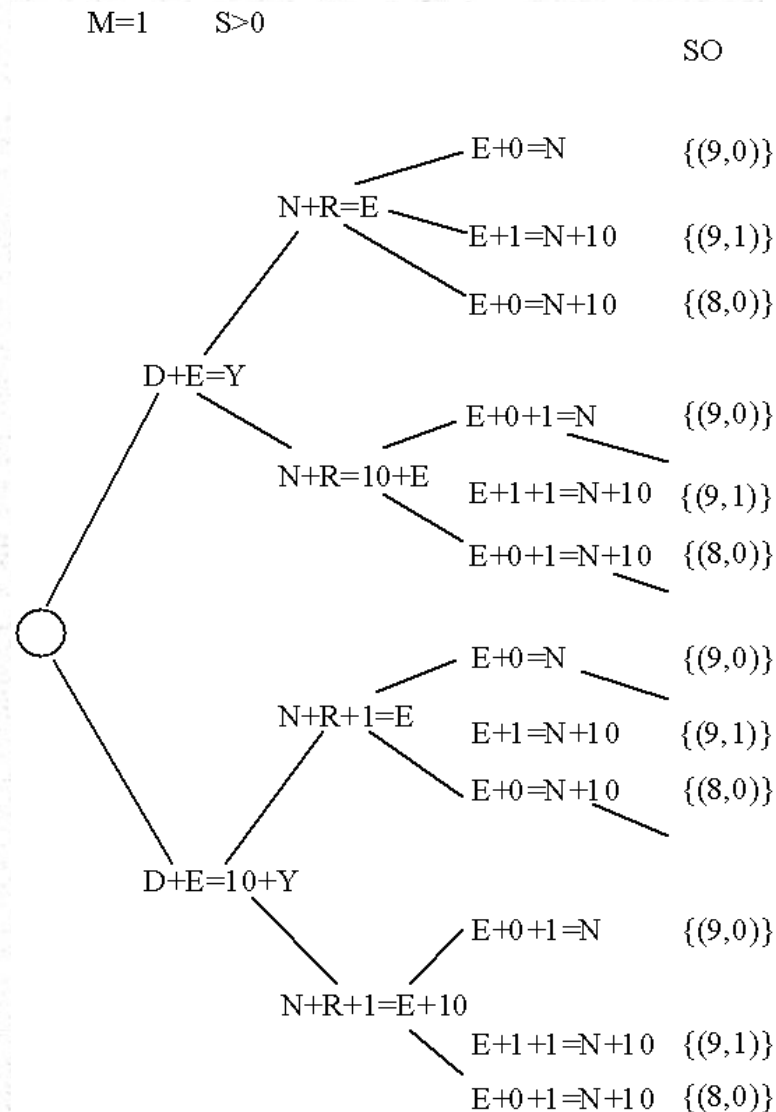 M=1 S>0
SO
E+0=N {(9,0)}
N+R=E
E+1=N+10 {(9,1)}
E+0=N+10 {(8,0)}
D+E=Y
E+0+1=N {(9,0)}
N+R=10+E
E+1+1=N+10 {(9,1)}
E+0+1=N+10 {(8,0)}
E+0=N {(9,0)}
N+R+1=E
E+1=N+10 {(9,1)}
E+0=N+10 {(8,0)}
D+E=10+Y
E+0+1=N {(9,0)}
N+R+1=E+10
E+1+1=N+10 {(9,1)}
E+0+1=N+10 {(8,0)}